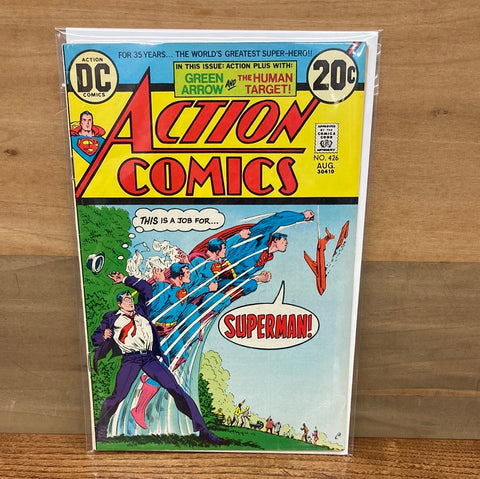 FOR 35 YEARS... THE WORLD'S GREATEST SUPER-HERO!!
ACTION
DC
COMICS
IN THIS ISSUE: ACTION PLUS WITH:
GREEN ARROW AND THE HUMAN TARGET!
20¢
ACTION
COMICS
APPROVED
BY THE
COMICS
CODE
AUTHORITY
NO. 426
AUG.
30410
THIS IS A JOB FOR...
SUPERMAN!